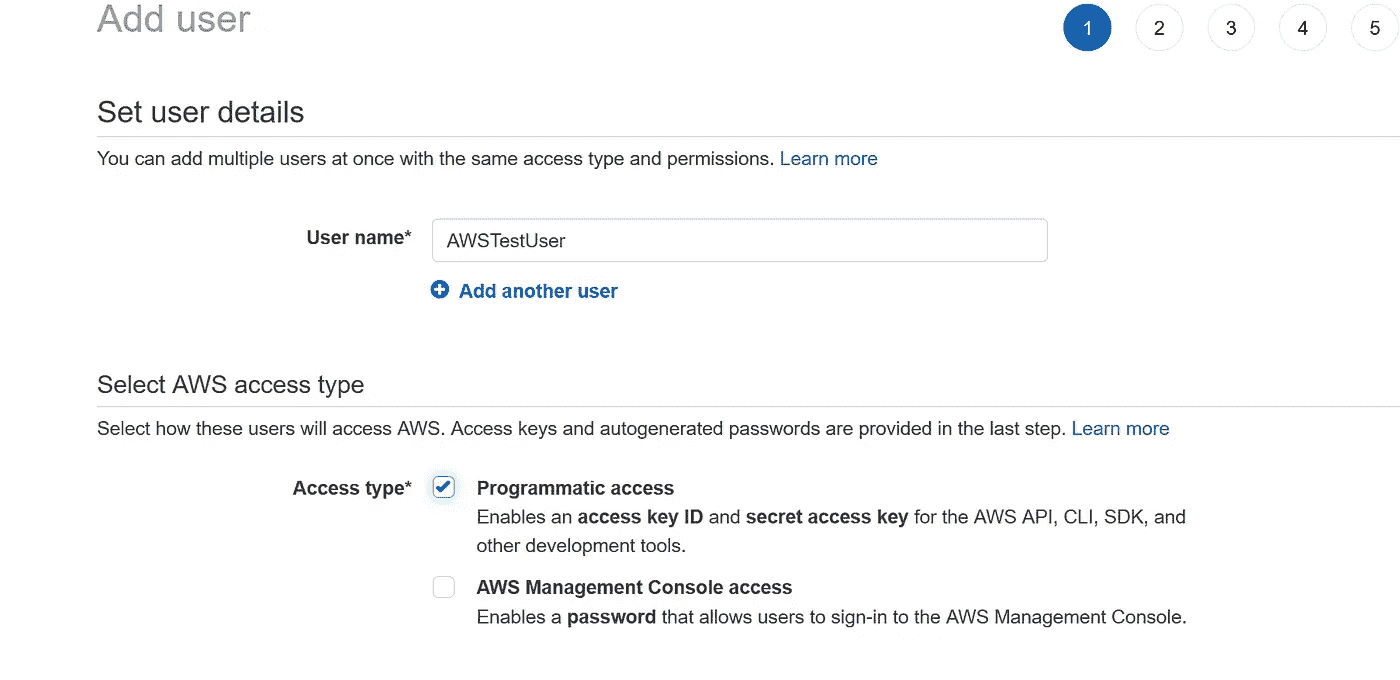 Add user
1 2 3 4 5
Set user details
You can add multiple users at once with the same access type and permissions. Learn more
User name* AWSTestUser
Add another user
Select AWS access type
Select how these users will access AWS. Access keys and autogenerated passwords are provided in the last step. Learn more
Access type* Programmatic access
Enables an access key ID and secret access key for the AWS API, CLI, SDK, and
other development tools.
AWS Management Console access
Enables a password that allows users to sign-in to the AWS Management Console.